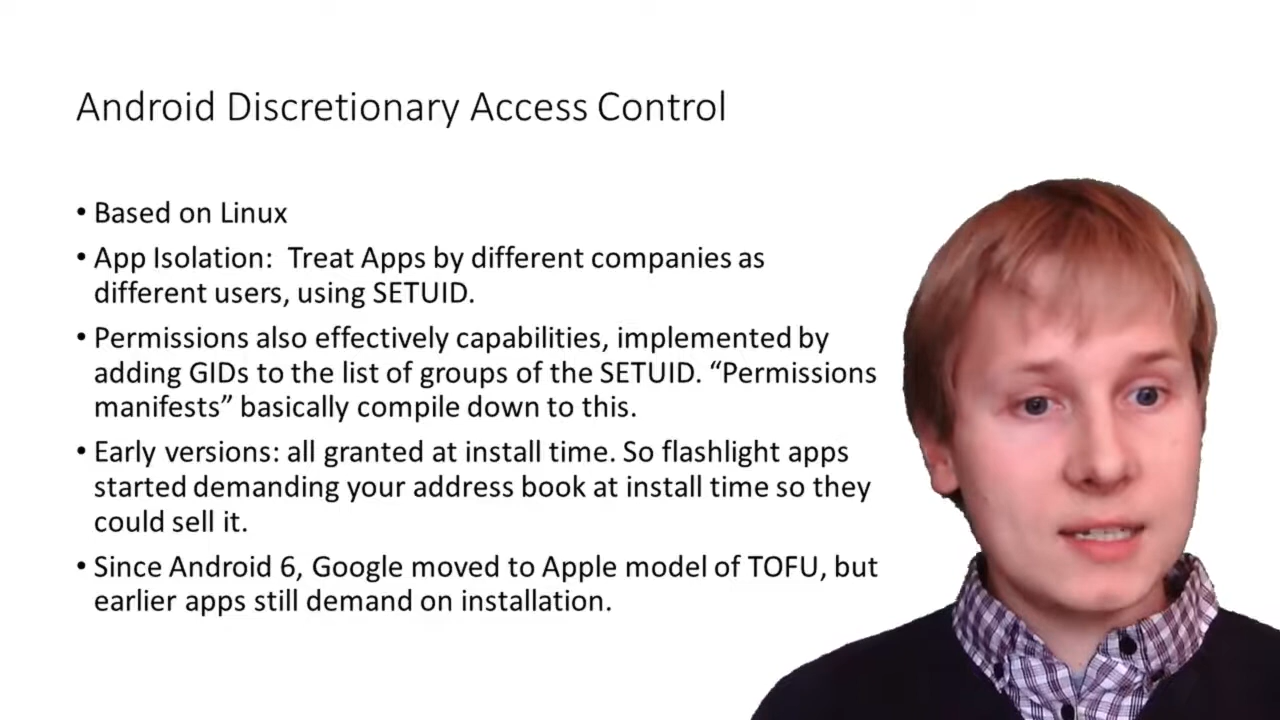 Android Discretionary Access Control
• Based on Linux
• App Isolation:  Treat Apps by different companies as
different users, using SETUID.
• Permissions also effectively capabilities, implemented by
adding GIDs to the list of groups of the SETUID. “Permissions
manifests” basically compile down to this.
• Early versions: all granted at install time. So flashlight apps
started demanding your address book at install time so they
could sell it.
• Since Android 6, Google moved to Apple model of TOFU, but
earlier apps still demand on installation.